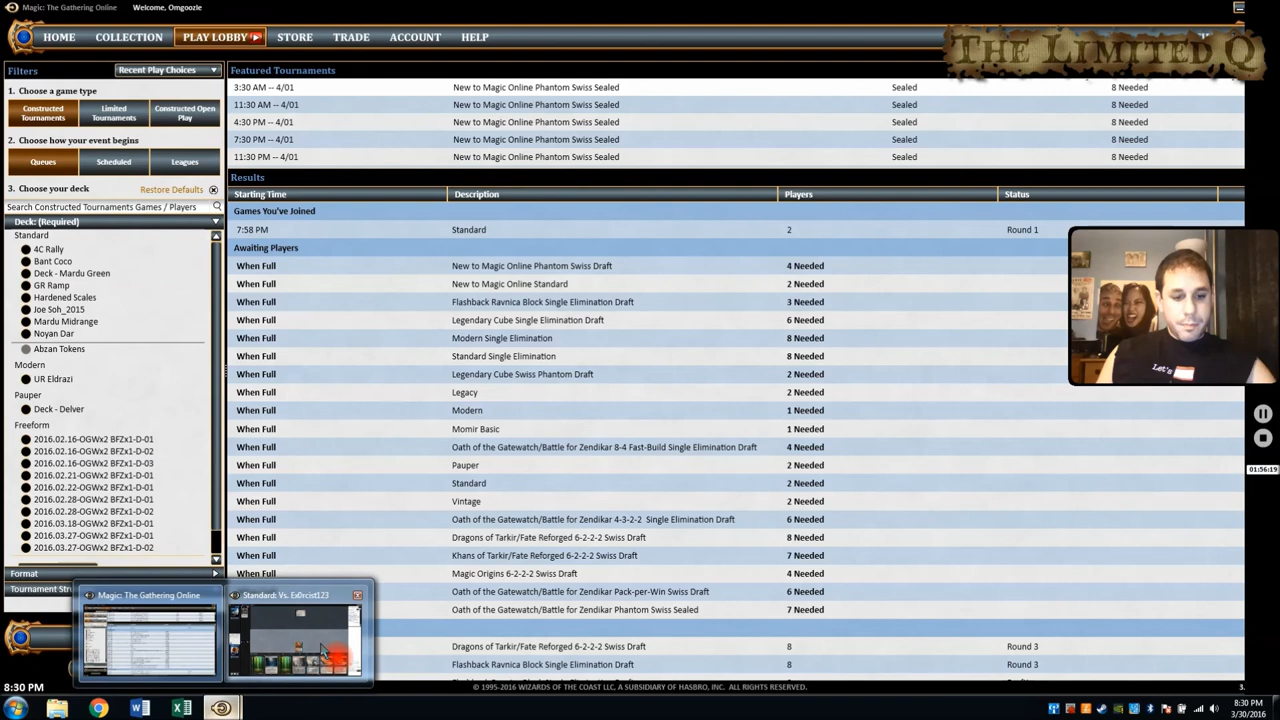 Magic: The Gathering Online Welcome, Omgoozle
HOME COLLECTION PLAY LOBBY STORE TRADE ACCOUNT HELP
THE LIMITED Q
Filters Recent Play Choices
1. Choose a game type
Constructed Tournaments Limited Tournaments Constructed Open Play
2. Choose how your event begins
Queues Scheduled Leagues
3. Choose your deck Restore Defaults
Search Constructed Tournaments Games / Players
Deck: (Required)
Standard
4C Rally
Bant Coco
Deck - Mardu Green
GR Ramp
Hardened Scales
Joe Soh_2015
Mardu Midrange
Noyan Dar
Abzan Tokens
Modern
UR Eldrazi
Pauper
Deck - Delver
Freeform
2016.02.16-OGWx2 BFZx1-D-01
2016.02.16-OGWx2 BFZx1-D-02
2016.02.16-OGWx2 BFZx1-D-03
2016.02.21-OGWx2 BFZx1-D-01
2016.02.22-OGWx2 BFZx1-D-01
2016.02.28-OGWx2 BFZx1-D-01
2016.02.28-OGWx2 BFZx1-D-02
2016.03.18-OGWx2 BFZx1-D-01
2016.03.27-OGWx2 BFZx1-D-01
2016.03.27-OGWx2 BFZx1-D-02
Format
Tournament Str
Featured Tournaments
3:30 AM -- 4/01 New to Magic Online Phantom Swiss Sealed Sealed 8 Needed
11:30 AM -- 4/01 New to Magic Online Phantom Swiss Sealed Sealed 8 Needed
4:30 PM -- 4/01 New to Magic Online Phantom Swiss Sealed Sealed 8 Needed
7:30 PM -- 4/01 New to Magic Online Phantom Swiss Sealed Sealed 8 Needed
11:30 PM -- 4/01 New to Magic Online Phantom Swiss Sealed Sealed 8 Needed
Results
Starting Time Description Players Status
Games You've Joined
7:58 PM Standard 2 Round 1
Awaiting Players
When Full New to Magic Online Phantom Swiss Draft 4 Needed
When Full New to Magic Online Standard 2 Needed
When Full Flashback Ravnica Block Single Elimination Draft 3 Needed
When Full Legendary Cube Single Elimination Draft 6 Needed
When Full Modern Single Elimination 8 Needed
When Full Standard Single Elimination 8 Needed
When Full Legendary Cube Swiss Phantom Draft 2 Needed
When Full Legacy 2 Needed
When Full Modern 1 Needed
When Full Momir Basic 1 Needed
When Full Oath of the Gatewatch/Battle for Zendikar 8-4 Fast-Build Single Elimination Draft 4 Needed
When Full Pauper 2 Needed
When Full Standard 2 Needed
When Full Vintage 2 Needed
When Full Oath of the Gatewatch/Battle for Zendikar 4-3-2-2 Single Elimination Draft 6 Needed
When Full Dragons of Tarkir/Fate Reforged 6-2-2-2 Swiss Draft 8 Needed
When Full Khans of Tarkir/Fate Reforged 6-2-2-2 Swiss Draft 7 Needed
When Full Magic Origins 6-2-2-2 Swiss Draft 4 Needed
Oath of the Gatewatch/Battle for Zendikar Pack-per-Win Swiss Draft 6 Needed
Oath of the Gatewatch/Battle for Zendikar Phantom Swiss Sealed 7 Needed
Dragons of Tarkir/Fate Reforged 6-2-2-2 Swiss Draft 8 Round 3
Flashback Ravnica Block Single Elimination Draft 8 Round 3
Let's
01:56:19
Magic: The Gathering Online Standard: Vs. Ex0rcist123
8:30 PM
© 1995-2016 WIZARDS OF THE COAST LLC, A SUBSIDIARY OF HASBRO, INC. ALL RIGHTS RESERVED.
3.
8:30 PM
3/30/2016